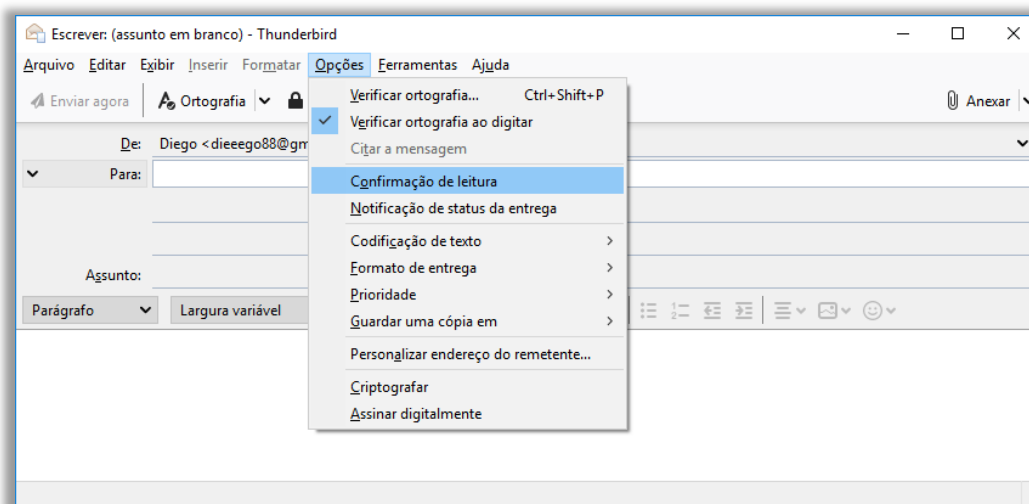 Escrever: (assunto em branco) - Thunderbird
Arquivo Editar Exibir Inserir Formatar Opções Ferramentas Ajuda
Enviar agora Ortografia Anexar
De: Diego <dieeego88@gm
Para:
Assunto:
Parágrafo Largura variável
Verificar ortografia... Ctrl+Shift+P
Verificar ortografia ao digitar
Citar a mensagem
Confirmação de leitura
Notificação de status da entrega
Codificação de texto
Formato de entrega
Prioridade
Guardar uma cópia em
Personalizar endereço do remetente...
Criptografar
Assinar digitalmente